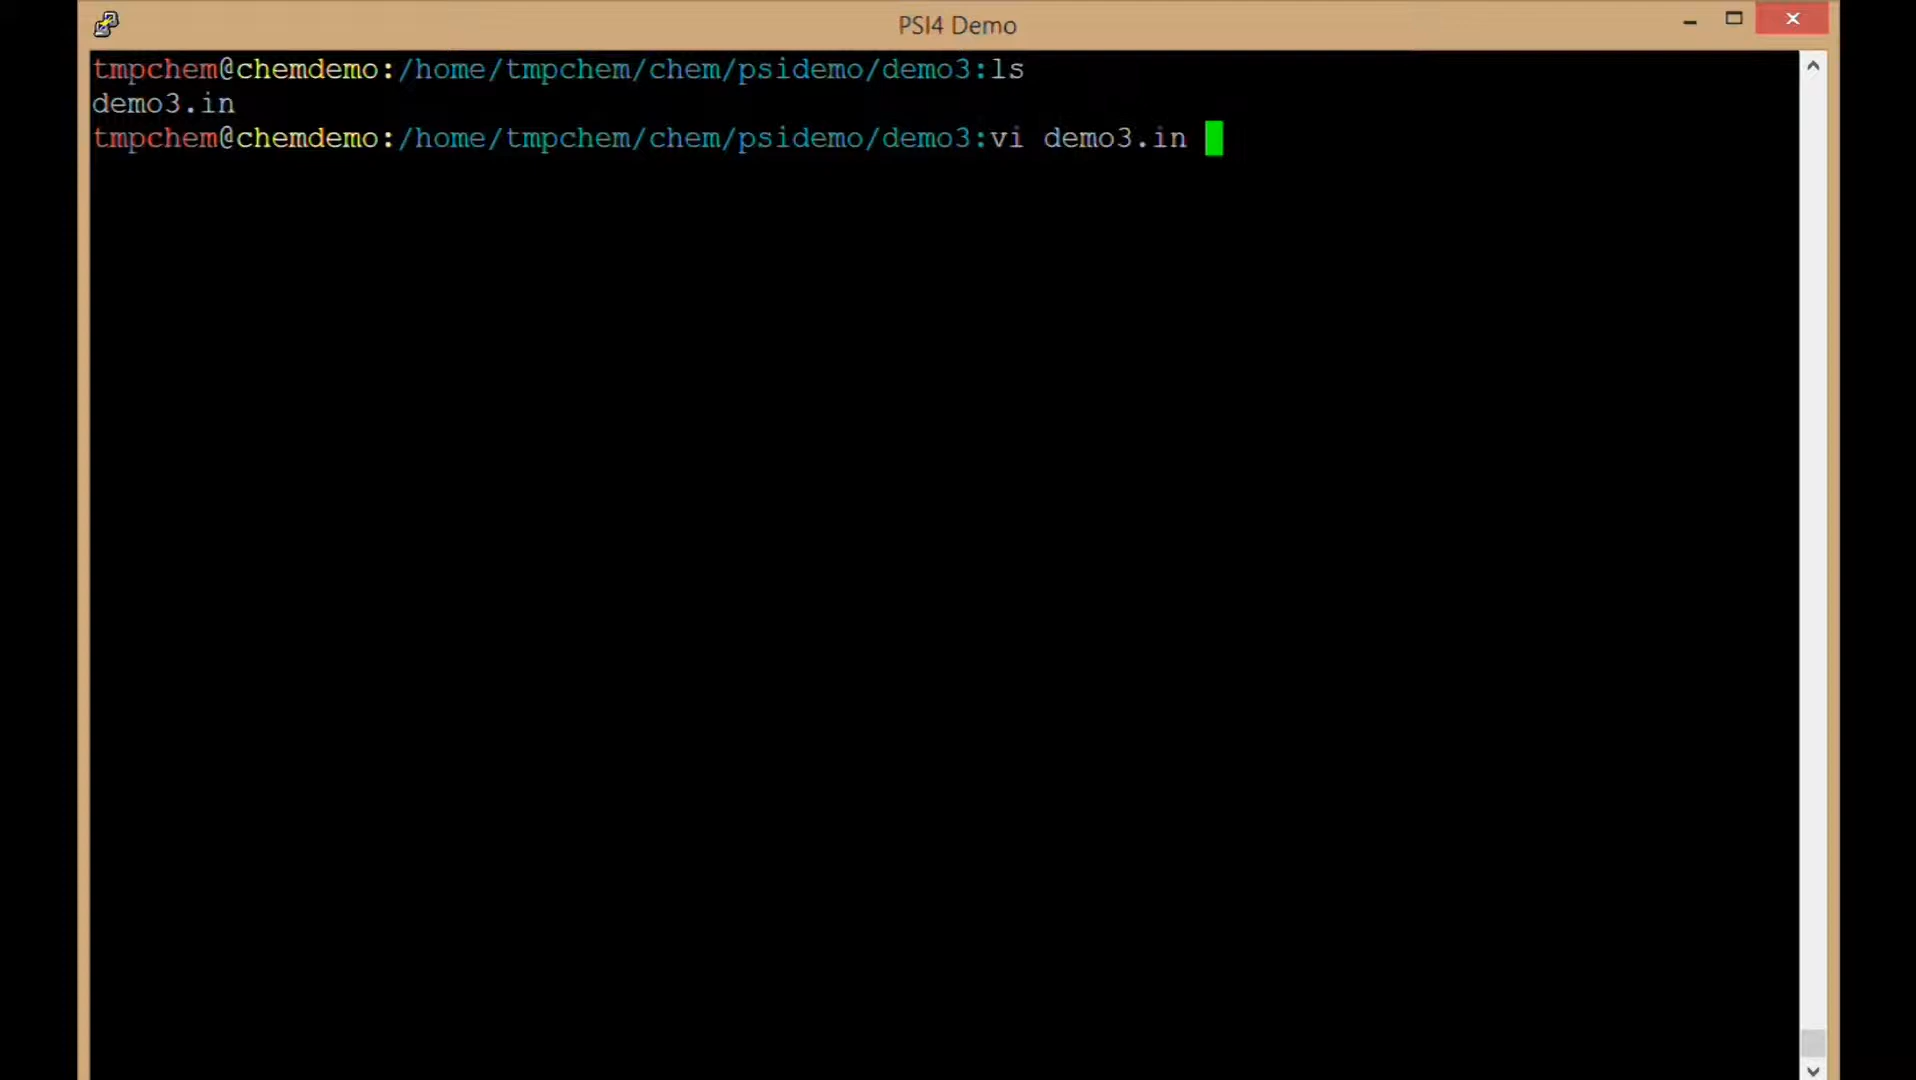 PSI4 Demo
tmpchem@chemdemo:/home/tmpchem/chem/psidemo/demo3:ls
demo3.in
tmpchem@chemdemo:/home/tmpchem/chem/psidemo/demo3:vi demo3.in